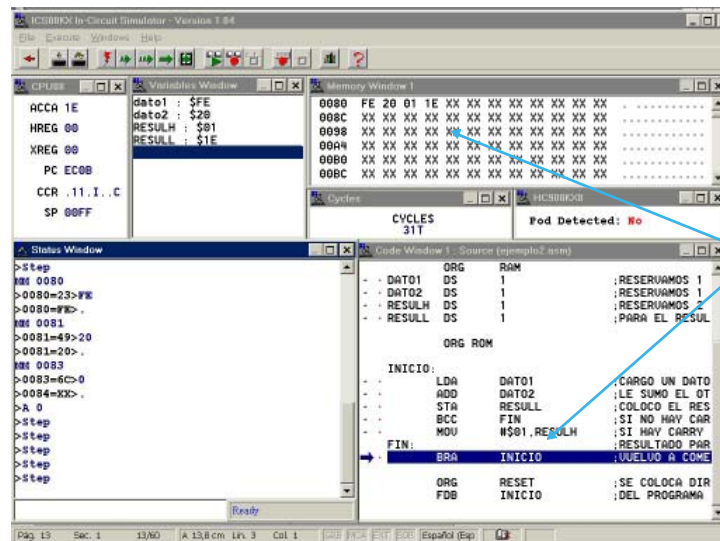 ICS08KX In-Circuit Simulator - Version 1.04
File Execute Windows Help
CPU08
ACCA 1E
HREG 00
XREG 00
PC EC0B
CCR .11.I..C
SP 00FF
Variables Window
dato1 : $FE
dato2 : $20
RESULH : $01
RESULL : $1E
Memory Window 1
0080 FE 20 01 1E XX XX XX XX XX XX XX XX . ...........
008C XX XX XX XX XX XX XX XX XX XX XX XX ............
0098 XX XX XX XX XX XX XX XX XX XX XX XX ............
00A4 XX XX XX XX XX XX XX XX XX XX XX XX ............
00B0 XX XX XX XX XX XX XX XX XX XX XX XX ............
00BC XX XX XX XX XX XX XX XX XX XX XX XX ............
Cycles
CYCLES
31T
Pod Detected: No
Status Window
>Step
MM 0080
>0080=23>FE
>0080=FE>.
MM 0081
>0081=49>20
>0081=20>.
MM 0083
>0083=6C>0
>0084=XX>.
>A 0
>Step
>Step
>Step
>Step
>Step
Ready
Code Window 1 : Source (ejemplo2.asm)
ORG RAM
DATO1 DS 1 ;RESERVAMOS 1
DATO2 DS 1 ;RESERVAMOS 1
RESULH DS 1 ;RESERVAMOS 2
RESULL DS 1 ;PARA EL RESUL
ORG ROM
INICIO:
LDA DATO1 ;CARGO UN DATO
ADD DATO2 ;LE SUMO EL OT
STA RESULL ;COLOCO EL RES
BCC FIN ;SI NO HAY CAR
MOV #$01,RESULH ;SI HAY CARRY
FIN: ;RESULTADO PAR
BRA INICIO ;VUELVO A COME
ORG RESET ;SE COLOCA DIR
FDB INICIO ;DEL PROGRAMA
Pág. 13 Sec. 1 13/60 A 13,8 cm Lín. 3 Col. 1 GRB MCA EXT SOB Español (Esp